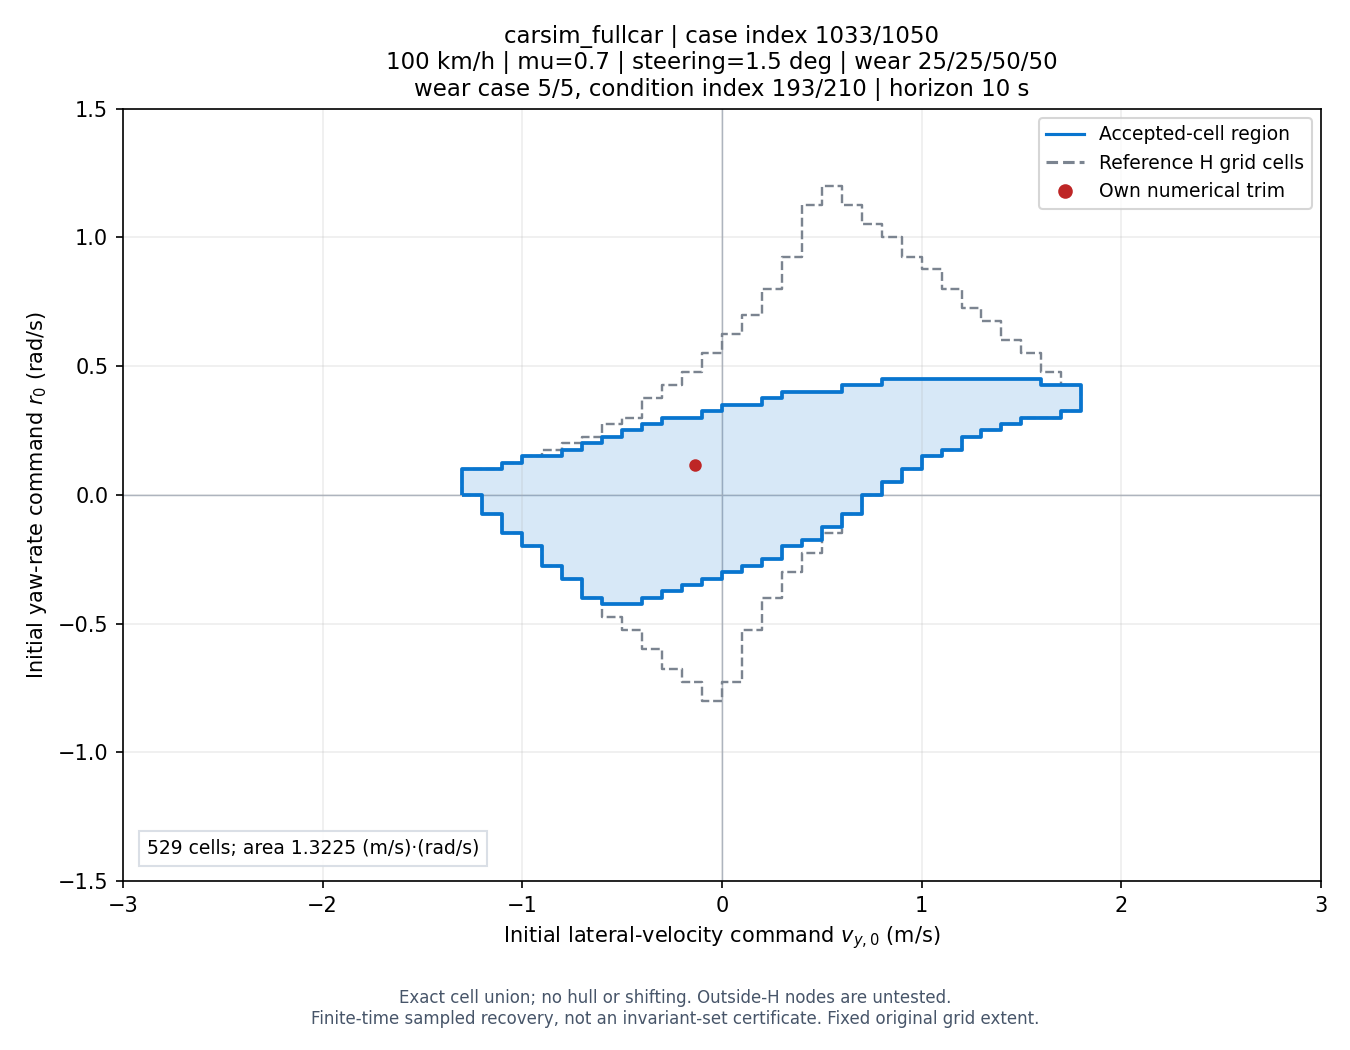 carsim_fullcar | case index 1033/1050
100 km/h | mu=0.7 | steering=1.5 deg | wear 25/25/50/50
wear case 5/5, condition index 193/210 | horizon 10 s
Accepted-cell region
Reference H grid cells
Own numerical trim
1.5
1.0
0.5
0.0
−0.5
−1.0
−1.5
Initial yaw-rate command r0 (rad/s)
529 cells; area 1.3225 (m/s)·(rad/s)
−3 −2 −1 0 1 2 3
Initial lateral-velocity command vy,0 (m/s)
Exact cell union; no hull or shifting. Outside-H nodes are untested.
Finite-time sampled recovery, not an invariant-set certificate. Fixed original grid extent.